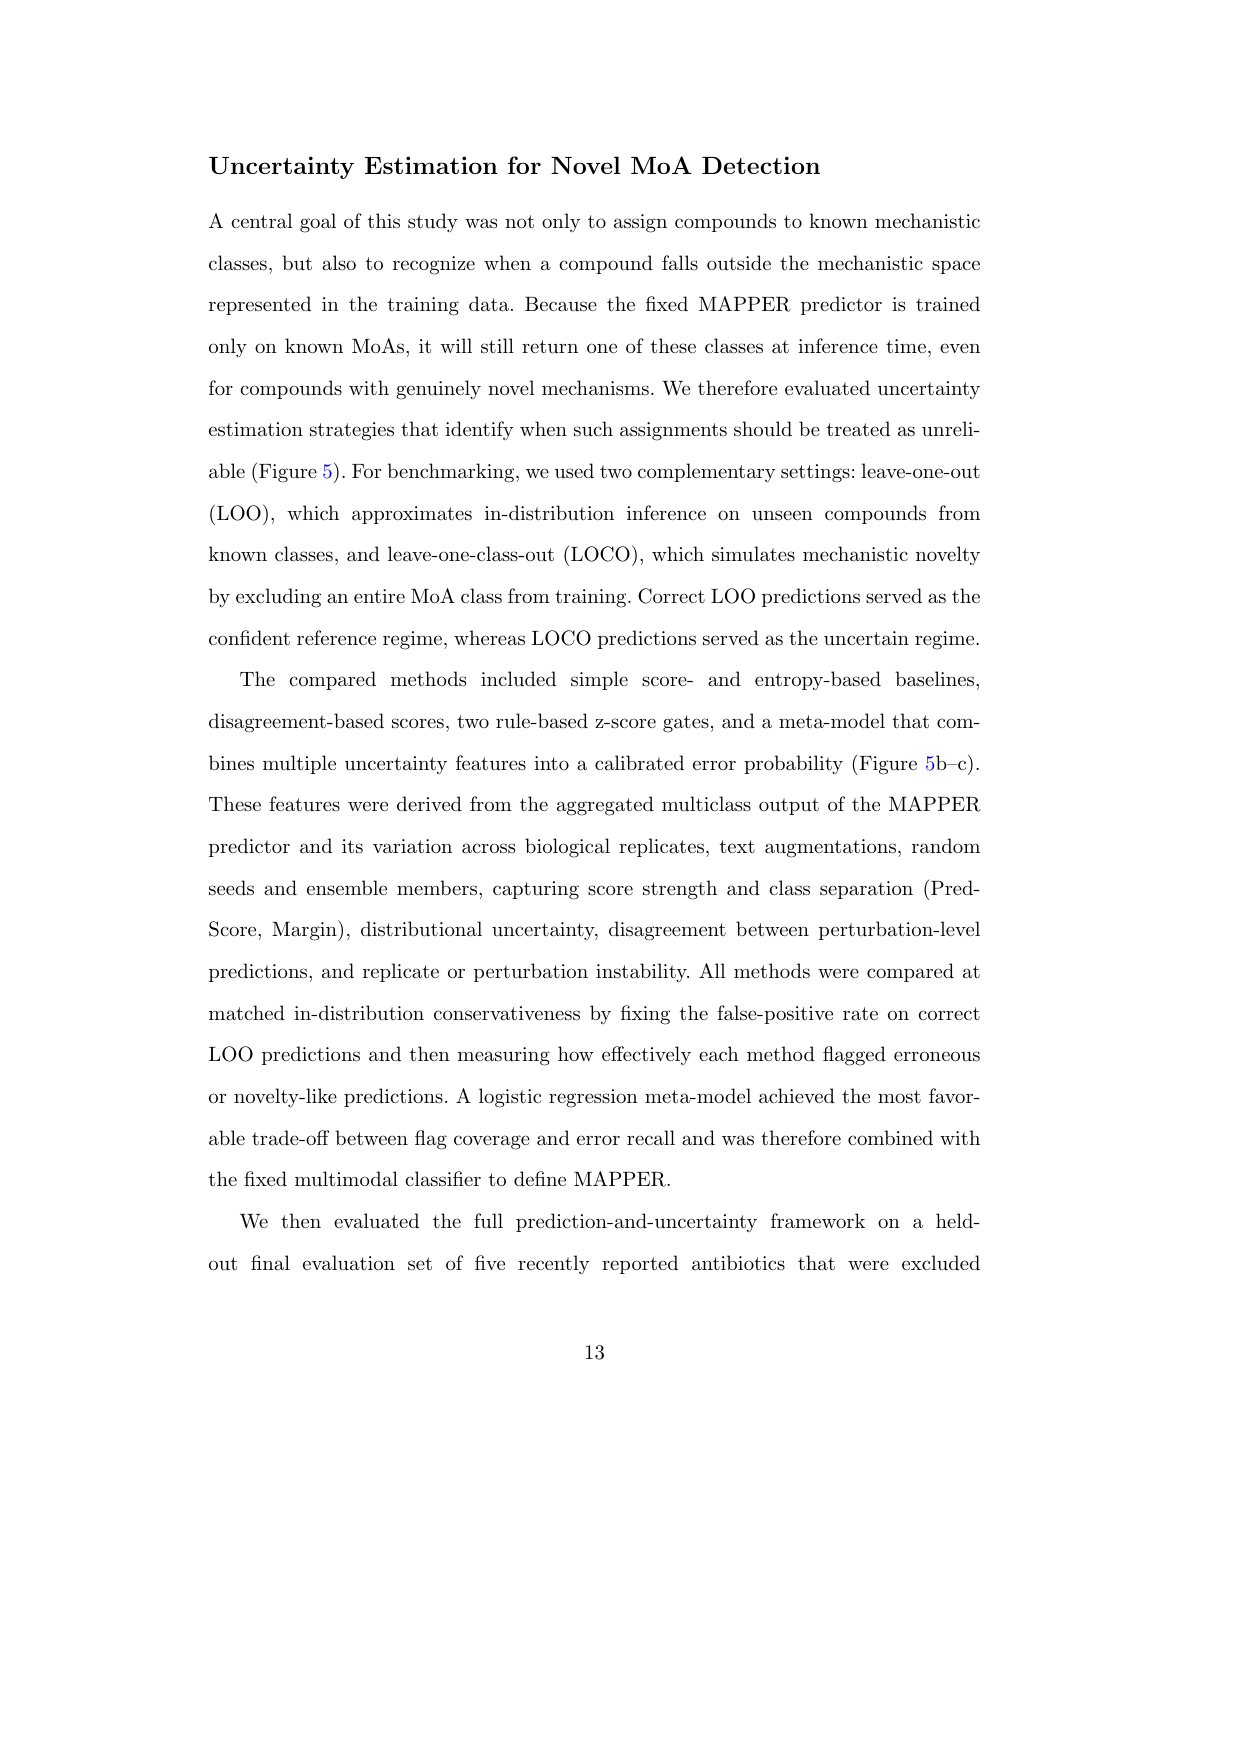 Uncertainty Estimation for Novel MoA Detection
A central goal of this study was not only to assign compounds to known mechanistic
classes, but also to recognize when a compound falls outside the mechanistic space
represented in the training data. Because the fixed MAPPER predictor is trained
only on known MoAs, it will still return one of these classes at inference time, even
for compounds with genuinely novel mechanisms. We therefore evaluated uncertainty
estimation strategies that identify when such assignments should be treated as unreli-
able (Figure 5). For benchmarking, we used two complementary settings: leave-one-out
(LOO), which approximates in-distribution inference on unseen compounds from
known classes, and leave-one-class-out (LOCO), which simulates mechanistic novelty
by excluding an entire MoA class from training. Correct LOO predictions served as the
confident reference regime, whereas LOCO predictions served as the uncertain regime.
The compared methods included simple score- and entropy-based baselines,
disagreement-based scores, two rule-based z-score gates, and a meta-model that com-
bines multiple uncertainty features into a calibrated error probability (Figure 5b–c).
These features were derived from the aggregated multiclass output of the MAPPER
predictor and its variation across biological replicates, text augmentations, random
seeds and ensemble members, capturing score strength and class separation (Pred-
Score, Margin), distributional uncertainty, disagreement between perturbation-level
predictions, and replicate or perturbation instability. All methods were compared at
matched in-distribution conservativeness by fixing the false-positive rate on correct
LOO predictions and then measuring how effectively each method flagged erroneous
or novelty-like predictions. A logistic regression meta-model achieved the most favor-
able trade-off between flag coverage and error recall and was therefore combined with
the fixed multimodal classifier to define MAPPER.
We then evaluated the full prediction-and-uncertainty framework on a held-
out final evaluation set of five recently reported antibiotics that were excluded
13